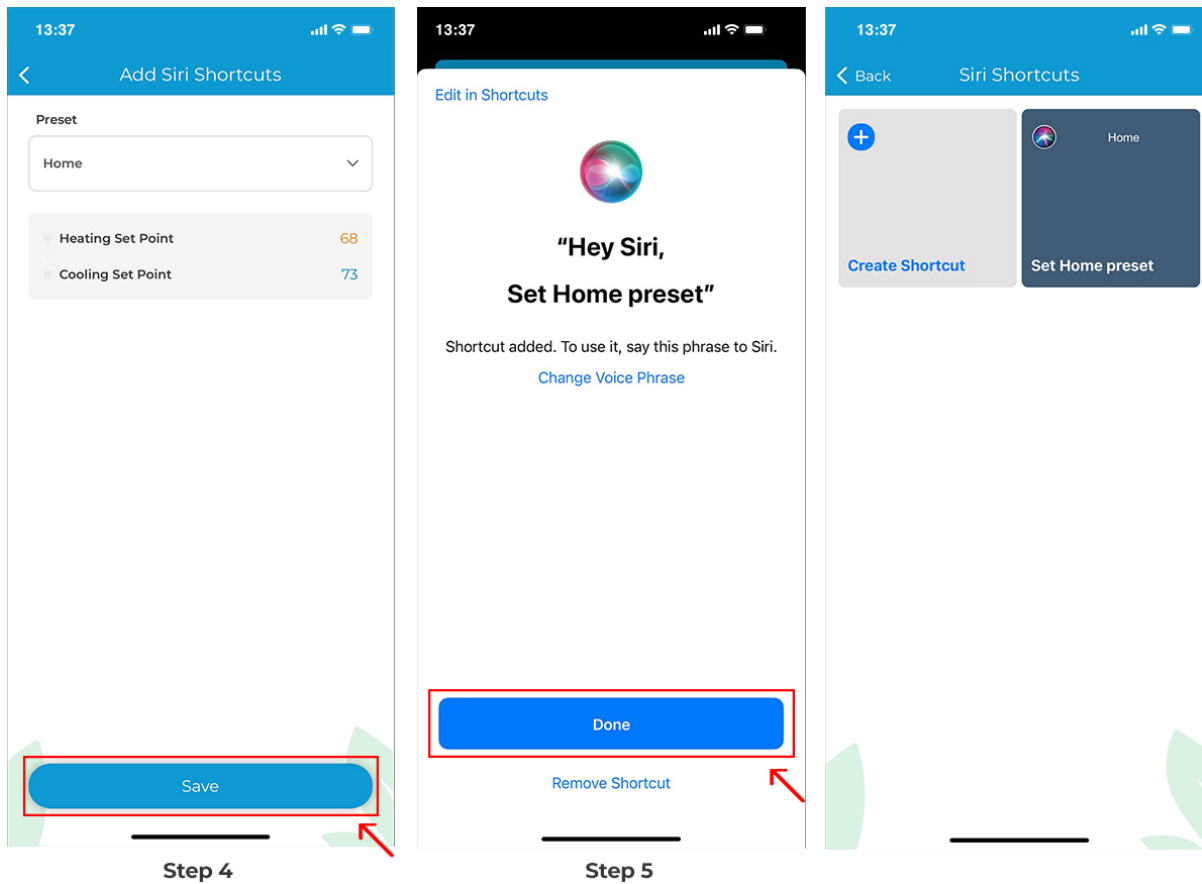 13:37
Add Siri Shortcuts
Preset
Home
Heating Set Point 68
Cooling Set Point 73
Save
Step 4
13:37
Edit in Shortcuts
“Hey Siri,
Set Home preset”
Shortcut added. To use it, say this phrase to Siri.
Change Voice Phrase
Done
Remove Shortcut
Step 5
13:37
Back Siri Shortcuts
Home
Create Shortcut
Set Home preset